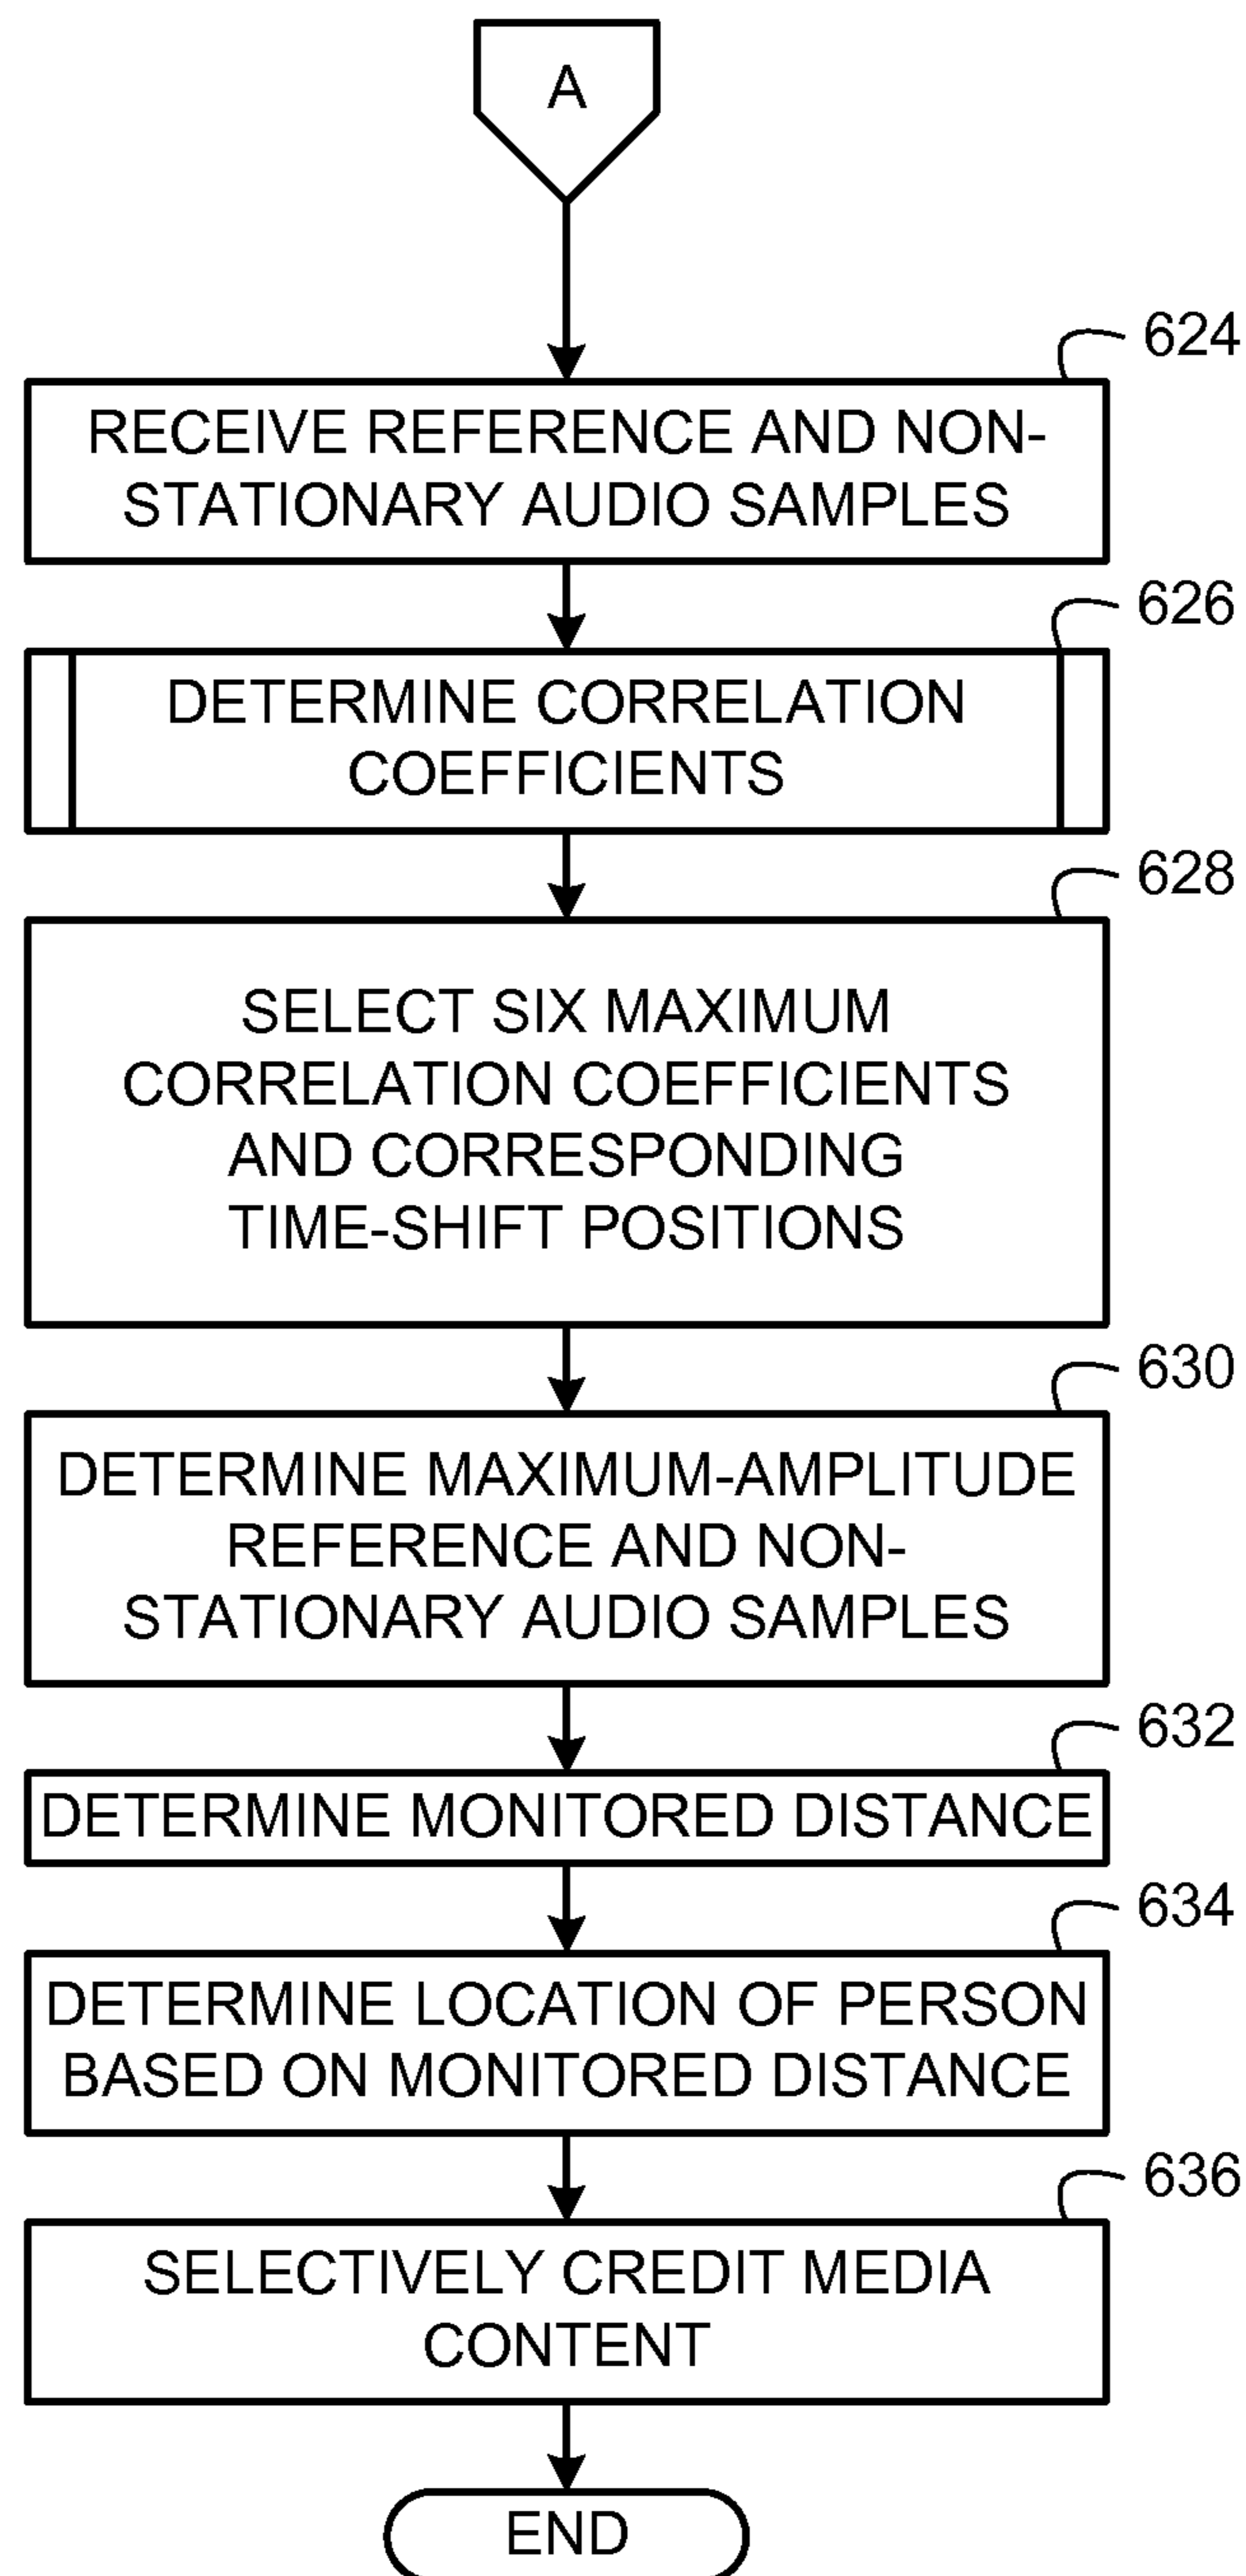 A
624
RECEIVE REFERENCE AND NON-
STATIONARY AUDIO SAMPLES
626
DETERMINE CORRELATION
COEFFICIENTS
628
SELECT SIX MAXIMUM
CORRELATION COEFFICIENTS
AND CORRESPONDING
TIME-SHIFT POSITIONS
630
DETERMINE MAXIMUM-AMPLITUDE
REFERENCE AND NON-
STATIONARY AUDIO SAMPLES
632
DETERMINE MONITORED DISTANCE
634
DETERMINE LOCATION OF PERSON
BASED ON MONITORED DISTANCE
636
SELECTIVELY CREDIT MEDIA
CONTENT
END